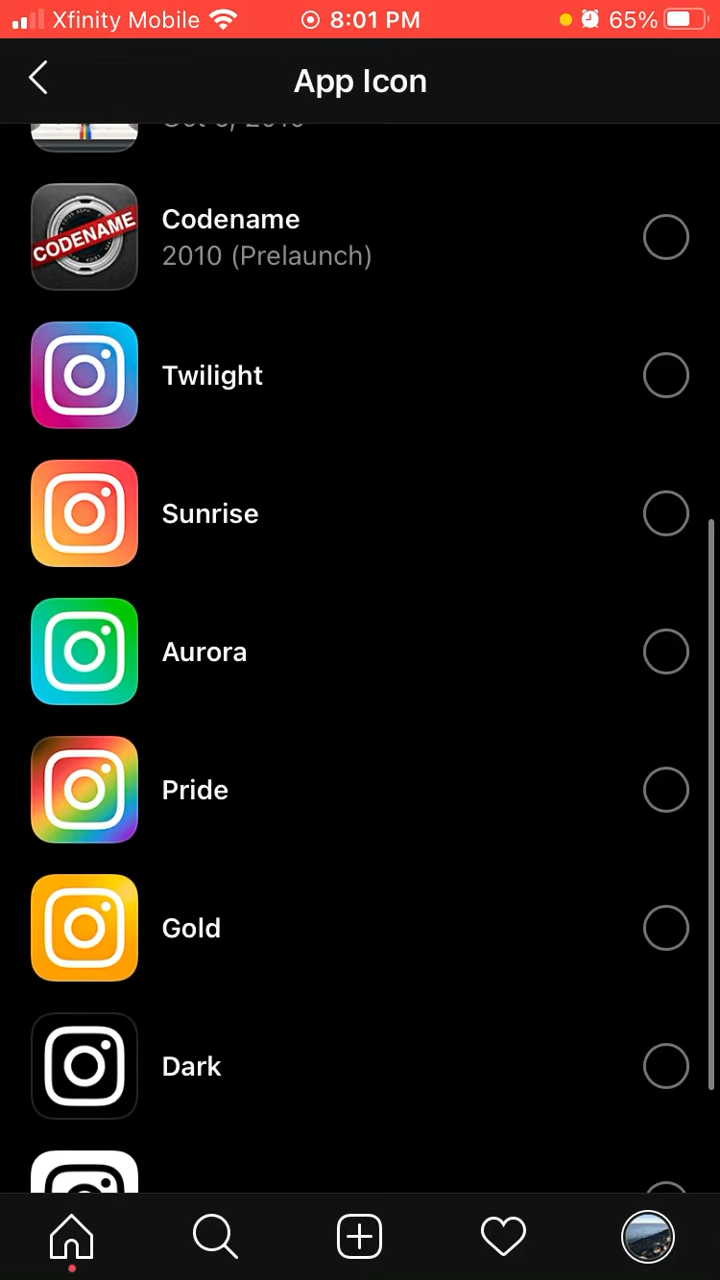 Xfinity Mobile 8:01 PM 65%
App Icon
CODENAME
Codename
2010 (Prelaunch)
Twilight
Sunrise
Aurora
Pride
Gold
Dark